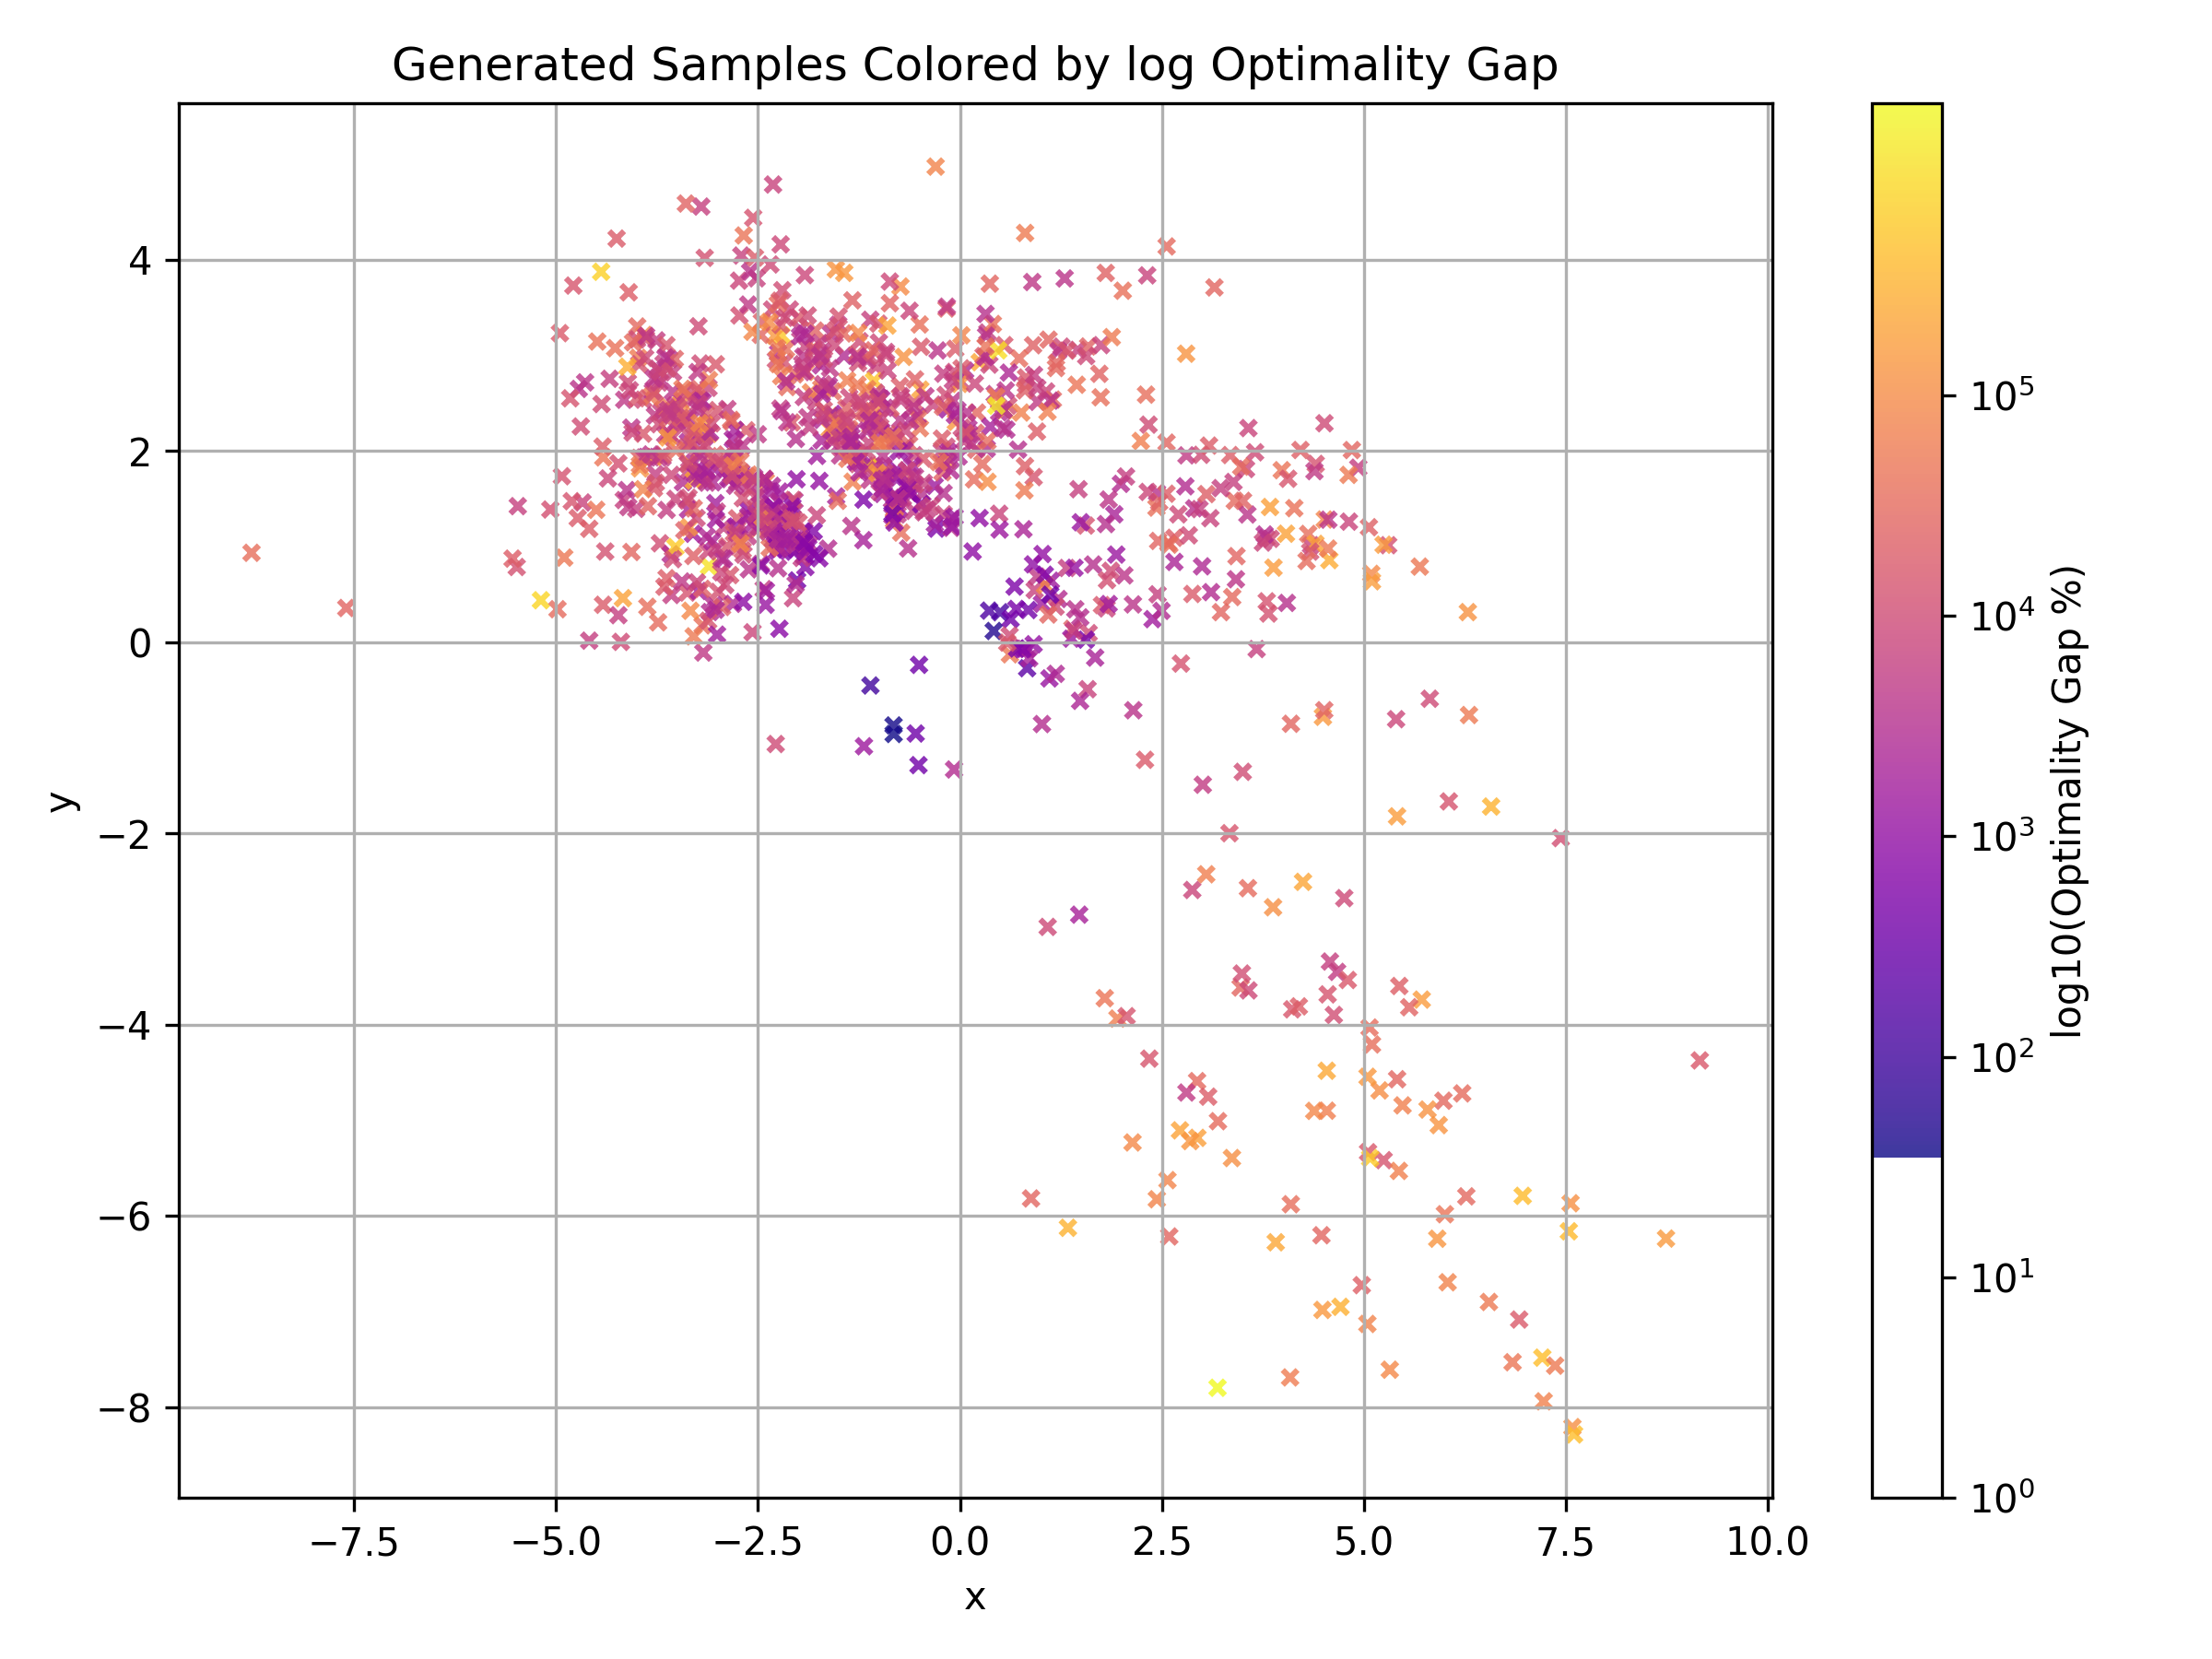 Generated Samples Colored by log Optimality Gap
4
2
0
−2
−4
−6
−8
y
−7.5 −5.0 −2.5 0.0 2.5 5.0 7.5 10.0
x
10⁵
10⁴
10³
10²
10¹
10⁰
log10(Optimality Gap %)